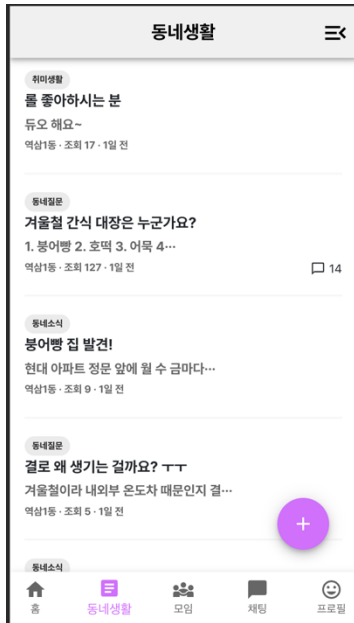 동네생활
취미생활
롤 좋아하시는 분
듀오 해요~
역삼1동 · 조회 17 · 1일 전
동네질문
겨울철 간식 대장은 누군가요?
1. 붕어빵 2. 호떡 3. 어묵 4…
역삼1동 · 조회 127 · 1일 전 14
동네소식
붕어빵 집 발견!
현대 아파트 정문 앞에 월 수 금마다…
역삼1동 · 조회 9 · 1일 전
동네질문
결로 왜 생기는 걸까요? ㅜㅜ
겨울철이라 내외부 온도차 때문인지 결…
역삼1동 · 조회 5 · 1일 전
동네소식
홈 동네생활 모임 채팅 프로필